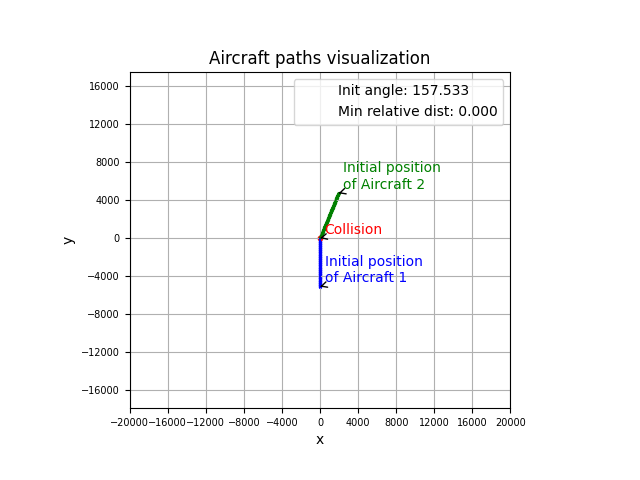 Aircraft paths visualization
Init angle: 157.533
Min relative dist: 0.000
Initial position
of Aircraft 2
Collision
Initial position
of Aircraft 1
y
16000
12000
8000
4000
0
−4000
−8000
−12000
−16000
−20000 −16000 −12000 −8000 −4000 0 4000 8000 12000 16000 20000
x